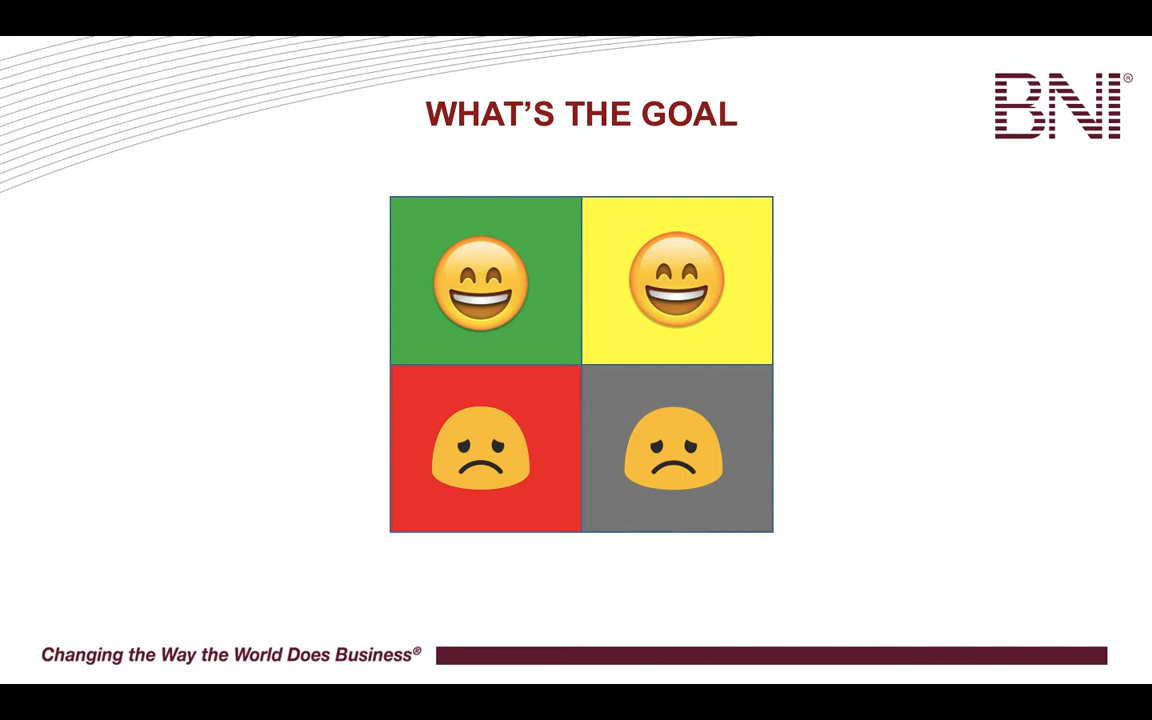 WHAT’S THE GOAL
BNI®
Changing the Way the World Does Business®